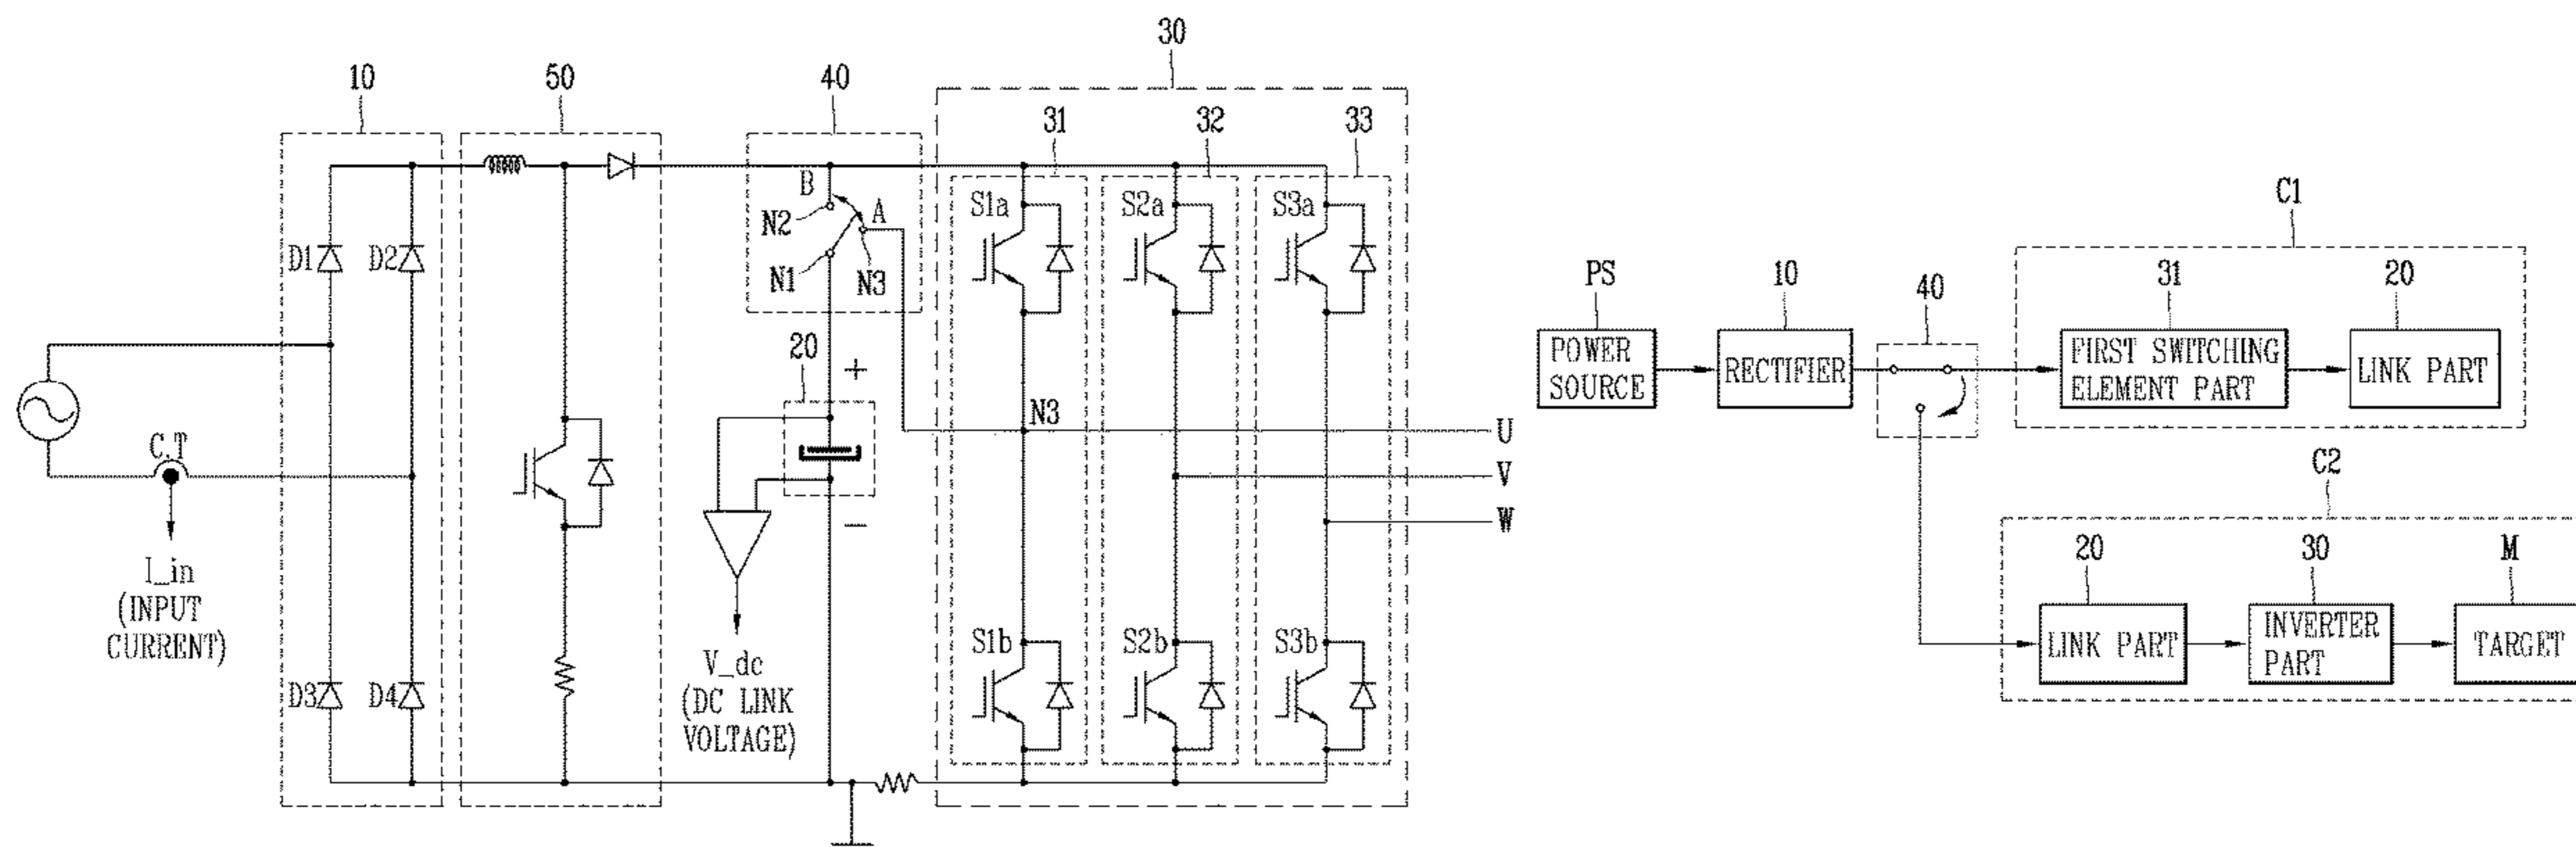 30
10
50
40
31
32
33
B
A
N2
N1
N3
S1a
S2a
S3a
D1
D2
20
+
N3
U
V
W
C.T
−
I_in
(INPUT
CURRENT)
V_dc
(DC LINK
VOLTAGE)
S1b
S2b
S3b
D3
D4
C1
PS
10
40
31
20
POWER
SOURCE
RECTIFIER
FIRST SWITCHING
ELEMENT PART
LINK PART
C2
20
30
M
LINK PART
INVERTER
PART
TARGET